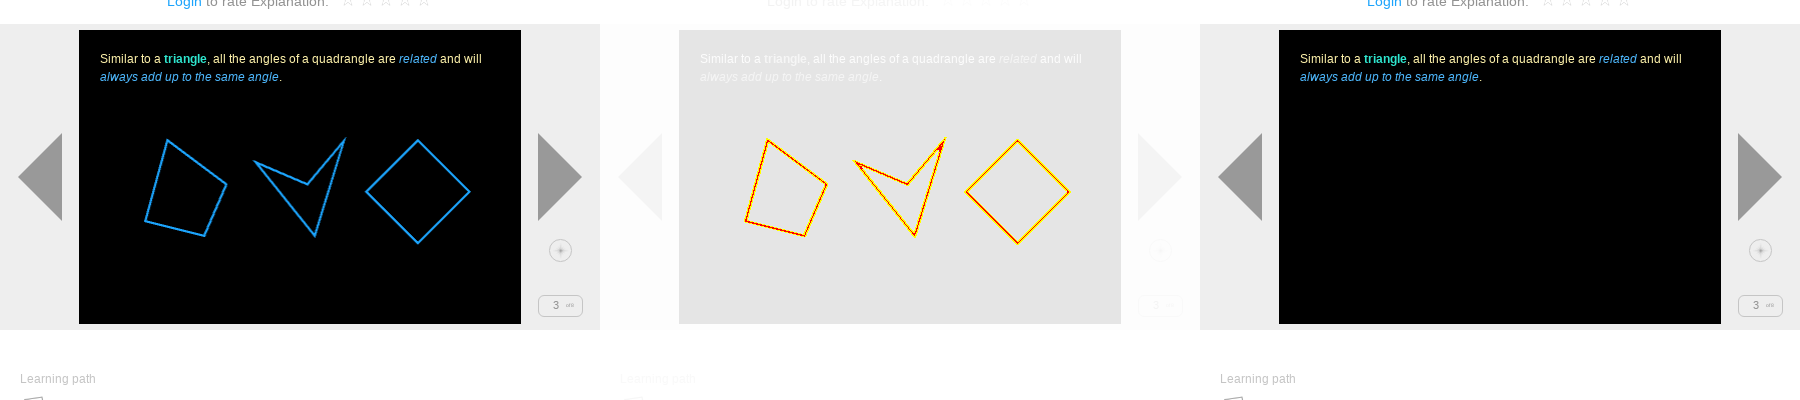 Login to rate Explanation: ☆ ☆ ☆ ☆ ☆
Login to rate Explanation: ☆ ☆ ☆ ☆ ☆
Login to rate Explanation: ☆ ☆ ☆ ☆ ☆
Similar to a triangle, all the angles of a quadrangle are related and will
always add up to the same angle.
Similar to a triangle, all the angles of a quadrangle are related and will
always add up to the same angle.
Similar to a triangle, all the angles of a quadrangle are related and will
always add up to the same angle.
3
3
3
Learning path
Learning path
Learning path